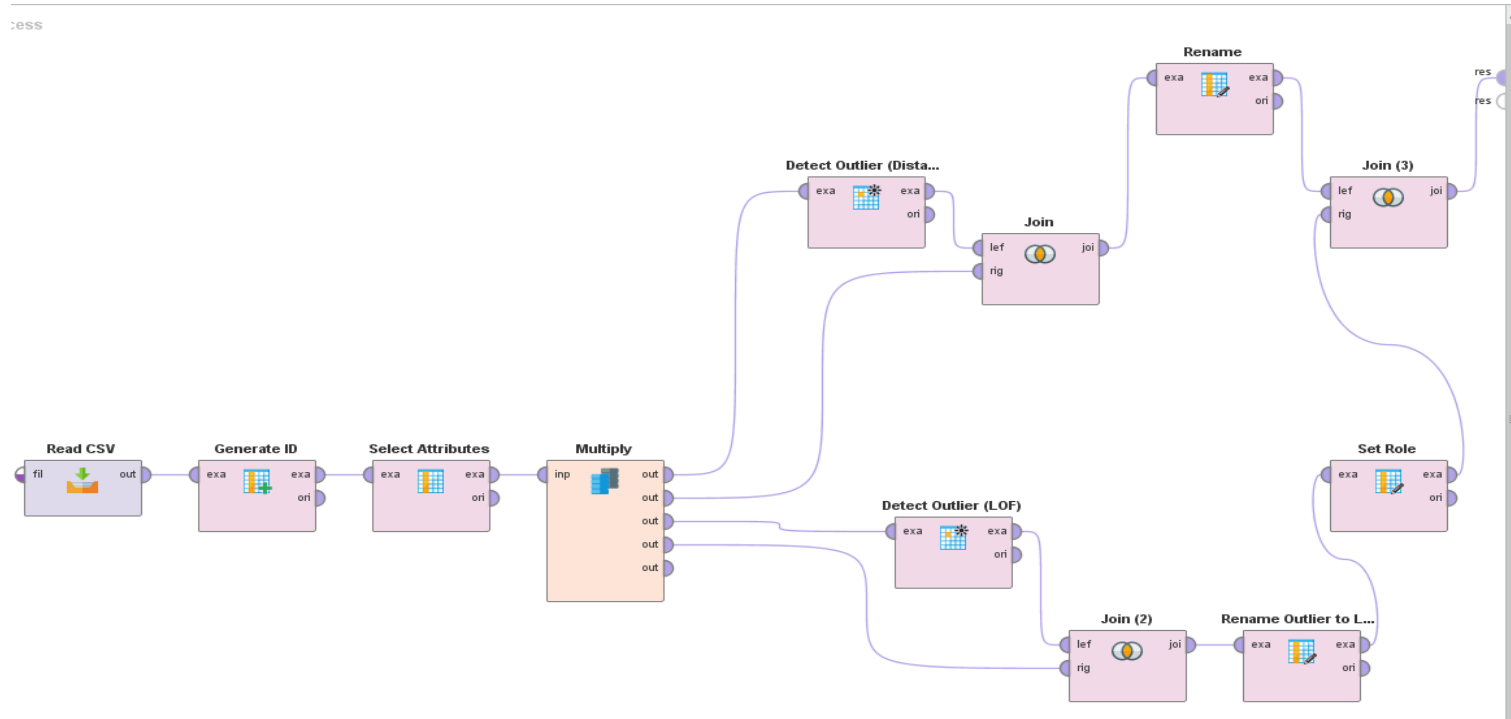 cess
Rename
exa exa
ori
res
res
Detect Outlier (Dista...
exa exa
ori
Join (3)
lef joi
rig
Join
lef joi
rig
Read CSV
fil out
Generate ID
exa exa
ori
Select Attributes
exa exa
ori
Multiply
inp out
out
out
out
out
Set Role
exa exa
ori
Detect Outlier (LOF)
exa exa
ori
Join (2)
lef joi
rig
Rename Outlier to L...
exa exa
ori